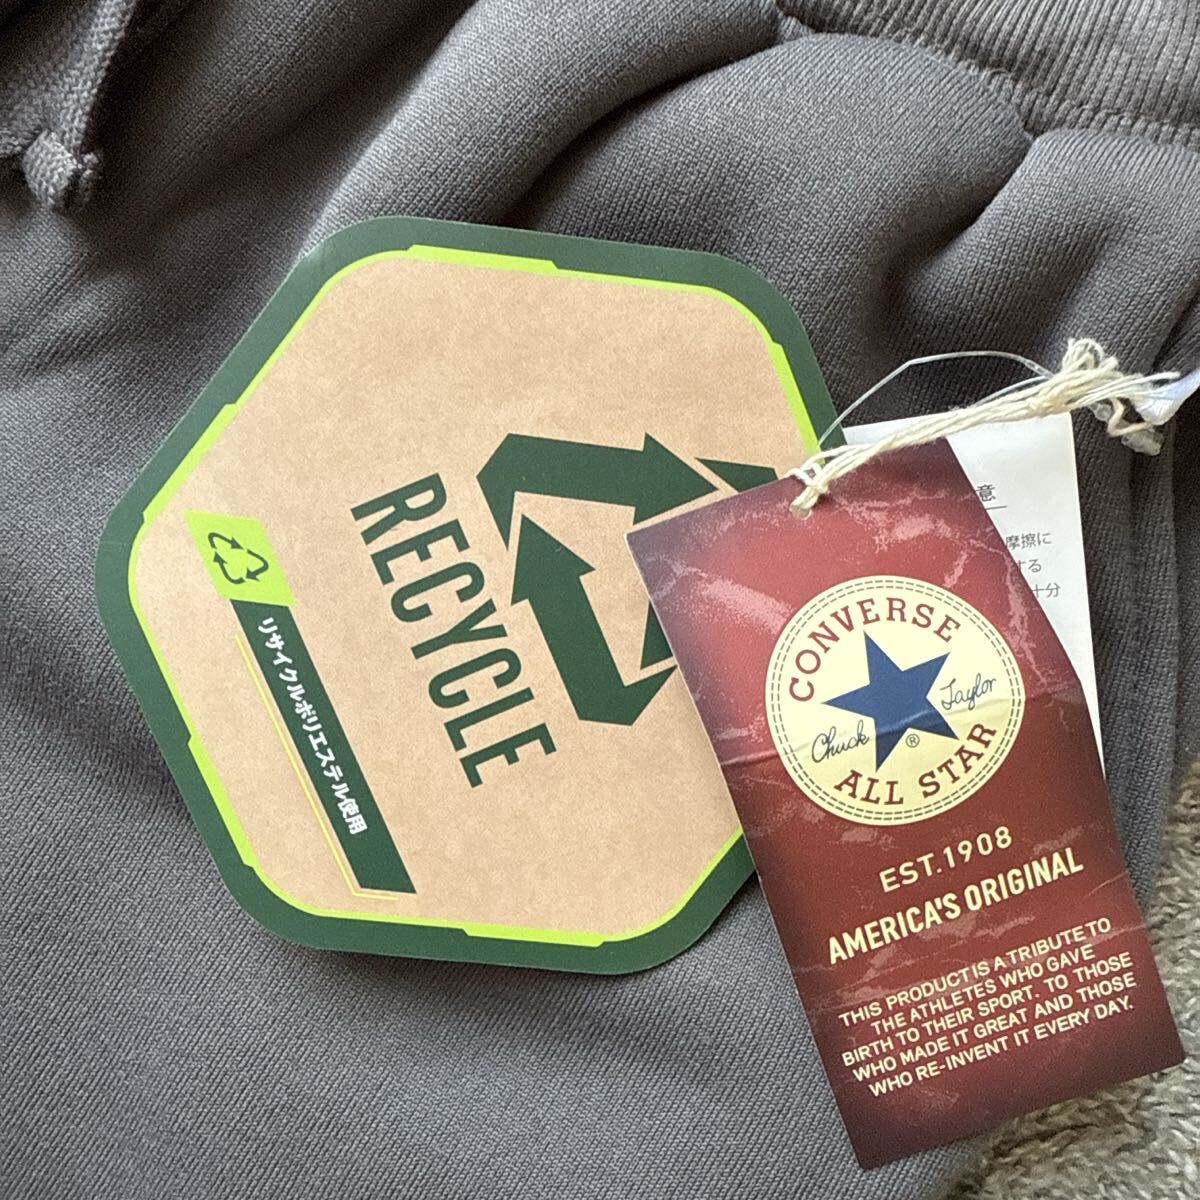 RECYCLE
リサイクルポリエステル使用
意
摩擦に
する
十分
CONVERSE
Chuck Taylor
®
ALL STAR
EST.1908
AMERICA'S ORIGINAL
THIS PRODUCT IS A TRIBUTE TO
THE ATHLETES WHO GAVE
BIRTH TO THEIR SPORT. TO THOSE
WHO MADE IT GREAT AND THOSE
WHO RE-INVENT IT EVERY DAY.